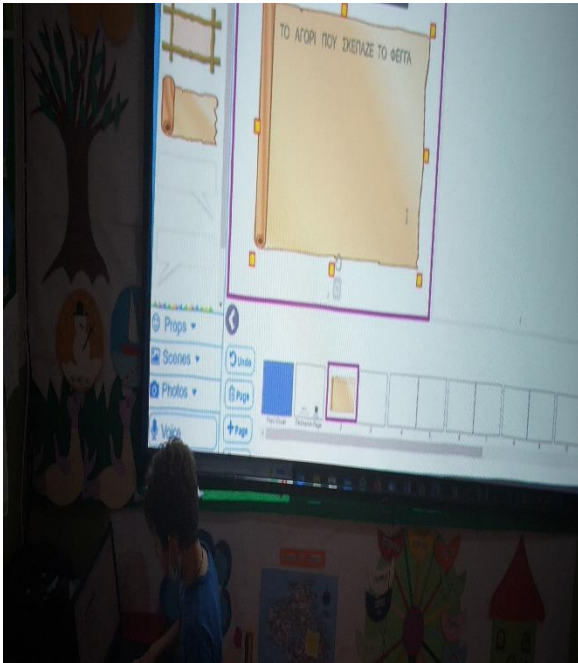 ΤΟ ΑΓΟΡΙ ΠΟΥ ΣΚΕΠΑΖΕ ΤΟ ΦΕΓΓΑ
Props
Scenes
Photos
Voice
Undo
Page
+ Page